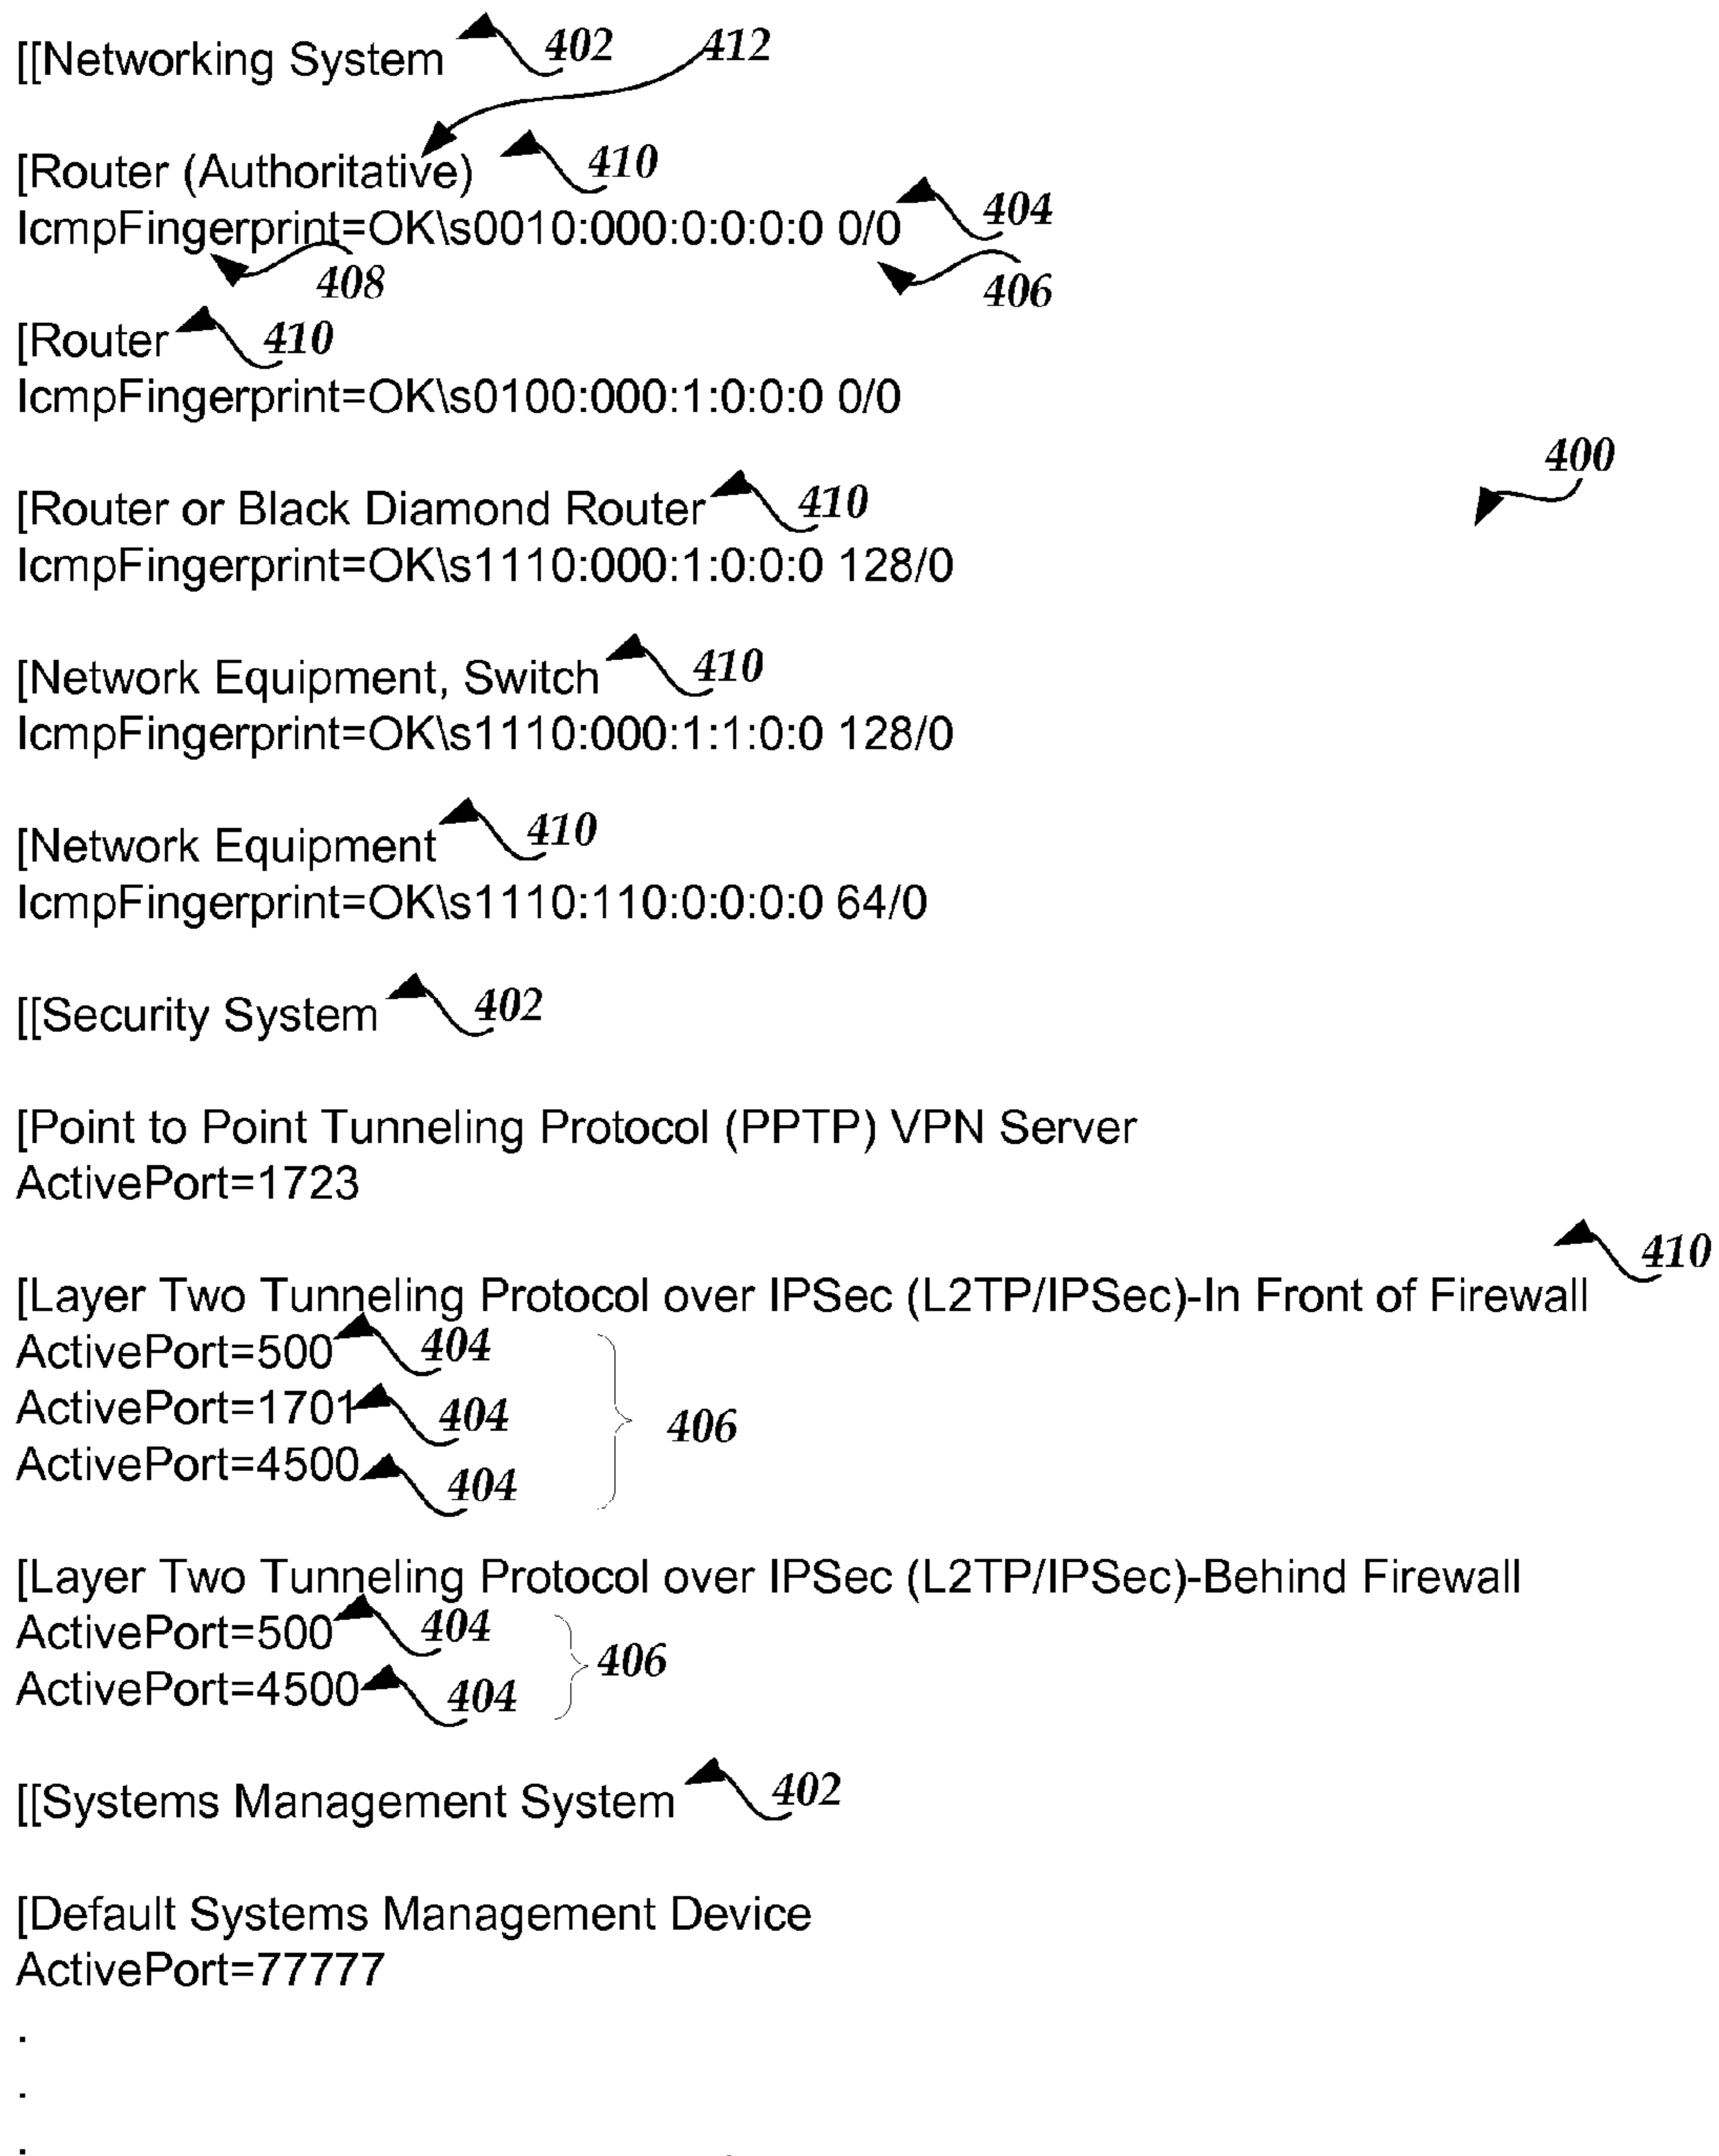 [[Networking System 402 412
[Router (Authoritative) 410
IcmpFingerprint=OK\s0010:000:0:0:0:0 0/0 404
408 406
[Router 410
IcmpFingerprint=OK\s0100:000:1:0:0:0 0/0
400
[Router or Black Diamond Router 410
IcmpFingerprint=OK\s1110:000:1:0:0:0 128/0
[Network Equipment, Switch 410
IcmpFingerprint=OK\s1110:000:1:1:0:0 128/0
[Network Equipment 410
IcmpFingerprint=OK\s1110:110:0:0:0:0 64/0
[[Security System 402
[Point to Point Tunneling Protocol (PPTP) VPN Server
ActivePort=1723
410
[Layer Two Tunneling Protocol over IPSec (L2TP/IPSec)-In Front of Firewall
ActivePort=500 404
ActivePort=1701 404 406
ActivePort=4500 404
[Layer Two Tunneling Protocol over IPSec (L2TP/IPSec)-Behind Firewall
ActivePort=500 404 406
ActivePort=4500 404
[[Systems Management System 402
[Default Systems Management Device
ActivePort=77777
.
.
.